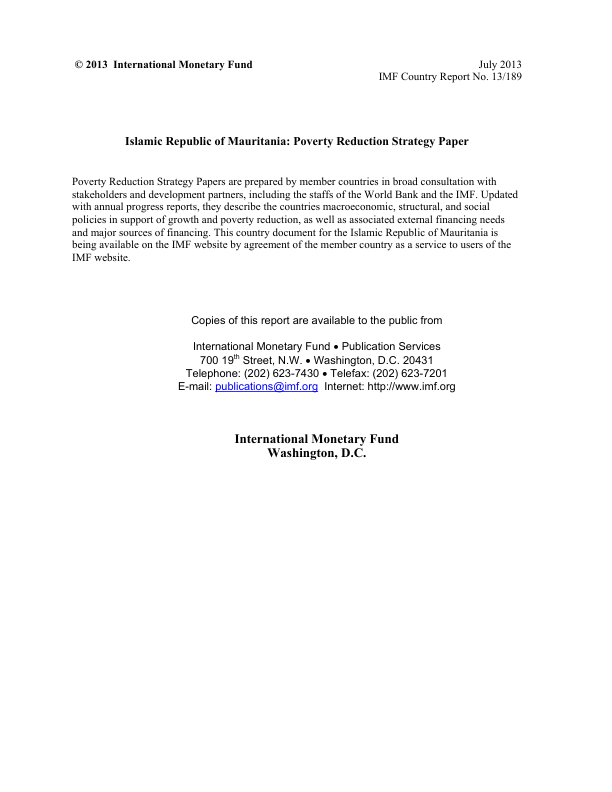 © 2013 International Monetary Fund
July 2013
IMF Country Report No. 13/189
Islamic Republic of Mauritania: Poverty Reduction Strategy Paper
Poverty Reduction Strategy Papers are prepared by member countries in broad consultation with
stakeholders and development partners, including the staffs of the World Bank and the IMF. Updated
with annual progress reports, they describe the countries macroeconomic, structural, and social
policies in support of growth and poverty reduction, as well as associated external financing needs
and major sources of financing. This country document for the Islamic Republic of Mauritania is
being available on the IMF website by agreement of the member country as a service to users of the
IMF website.
Copies of this report are available to the public from
International Monetary Fund • Publication Services
700 19th Street, N.W. • Washington, D.C. 20431
Telephone: (202) 623-7430 • Telefax: (202) 623-7201
E-mail: publications@imf.org Internet: http://www.imf.org
International Monetary Fund
Washington, D.C.